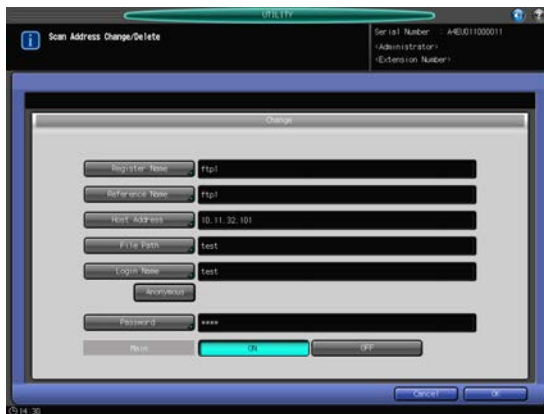 UTILITY
Scan Address Change/Delete
Serial Number : A4EU011000011
<Administrator>
<Extension Number>
Change
Register Name ftp1
Reference Name ftp1
Host Address 10.11.32.101
File Path test
Login Name test
Anonymous
Password ****
Main ON OFF
Cancel OK
14:38